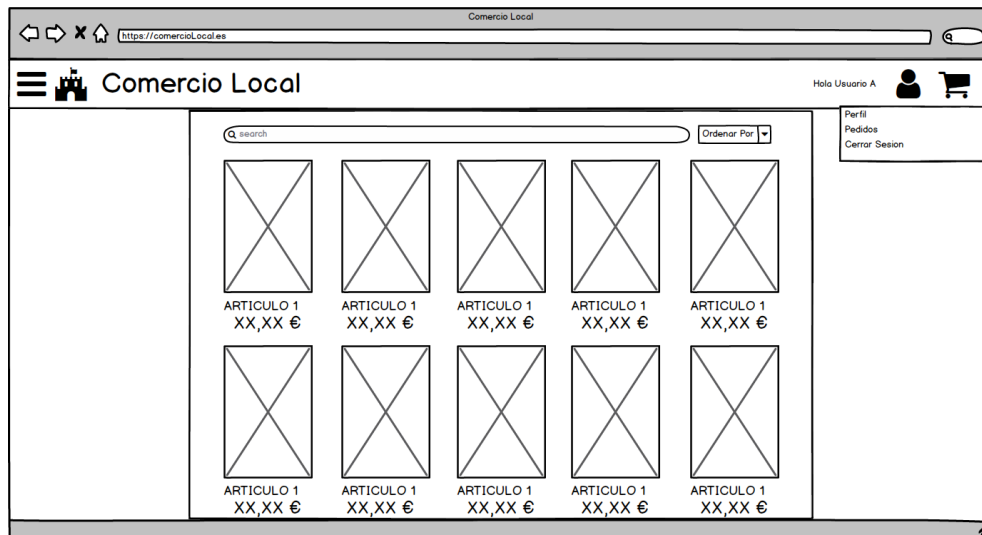 Comercio Local
https://comercioLocal.es
Comercio Local
Hola Usuario A
Perfil
Pedidos
Cerrar Sesion
search
Ordenar Por
ARTICULO 1 ARTICULO 1 ARTICULO 1 ARTICULO 1 ARTICULO 1
XX,XX € XX,XX € XX,XX € XX,XX € XX,XX €
ARTICULO 1 ARTICULO 1 ARTICULO 1 ARTICULO 1 ARTICULO 1
XX,XX € XX,XX € XX,XX € XX,XX € XX,XX €